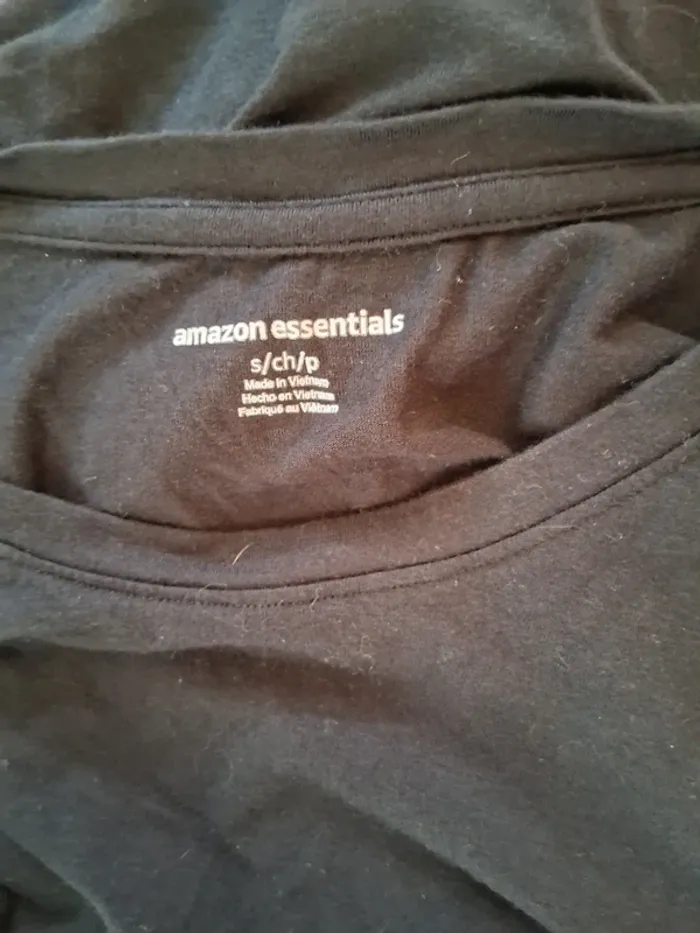 amazon essentials
s/ch/p
Made in Vietnam
Hecho en Vietnam
Fabriqué au Viêtnam